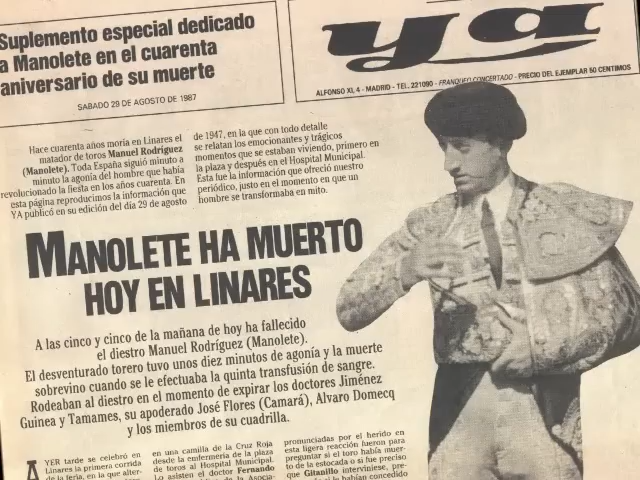 Suplemento especial dedicado
a Manolete en el cuarenta
aniversario de su muerte
SABADO 29 DE AGOSTO DE 1987
ya
ALFONSO XI, 4 - MADRID - TEL. 221090 - FRANQUEO CONCERTADO - PRECIO DEL EJEMPLAR 50 CENTIMOS
Hace cuarenta años moría en Linares el
matador de toros Manuel Rodríguez
(Manolete). Toda España siguió minuto a
minuto la agonía del hombre que había
revolucionado la fiesta en los años cuarenta. En
esta página reproducimos la información que
YA publicó en su edición del día 29 de agosto
de 1947, en la que con todo detalle
se relatan los emocionantes y trágicos
momentos que se estaban viviendo, primero en
la plaza y después en el Hospital Municipal.
Esta fue la información que ofreció nuestro
periódico, justo en el momento en que un
hombre se transformaba en mito.
MANOLETE HA MUERTO
HOY EN LINARES
A las cinco y cinco de la mañana de hoy ha fallecido
el diestro Manuel Rodríguez (Manolete).
El desventurado torero tuvo unos diez minutos de agonía y la muerte
sobrevino cuando se le efectuaba la quinta transfusión de sangre.
Rodeaban al diestro en el momento de expirar los doctores Jiménez
Guinea y Tamames, su apoderado José Flores (Camará), Alvaro Domecq
y los miembros de su cuadrilla.
AYER tarde se celebró en
Linares la primera corrida
de la feria, en la que alter-
en una camilla de la Cruz Roja
desde la enfermería de la plaza
de toros al Hospital Municipal.
Lo asisten el doctor Fernando
pronunciadas por el herido en
esta ligera reacción fueron para
preguntar si el toro había muer-
to de la estocada o si fue preciso
que Gitanillo interviniese, pre-